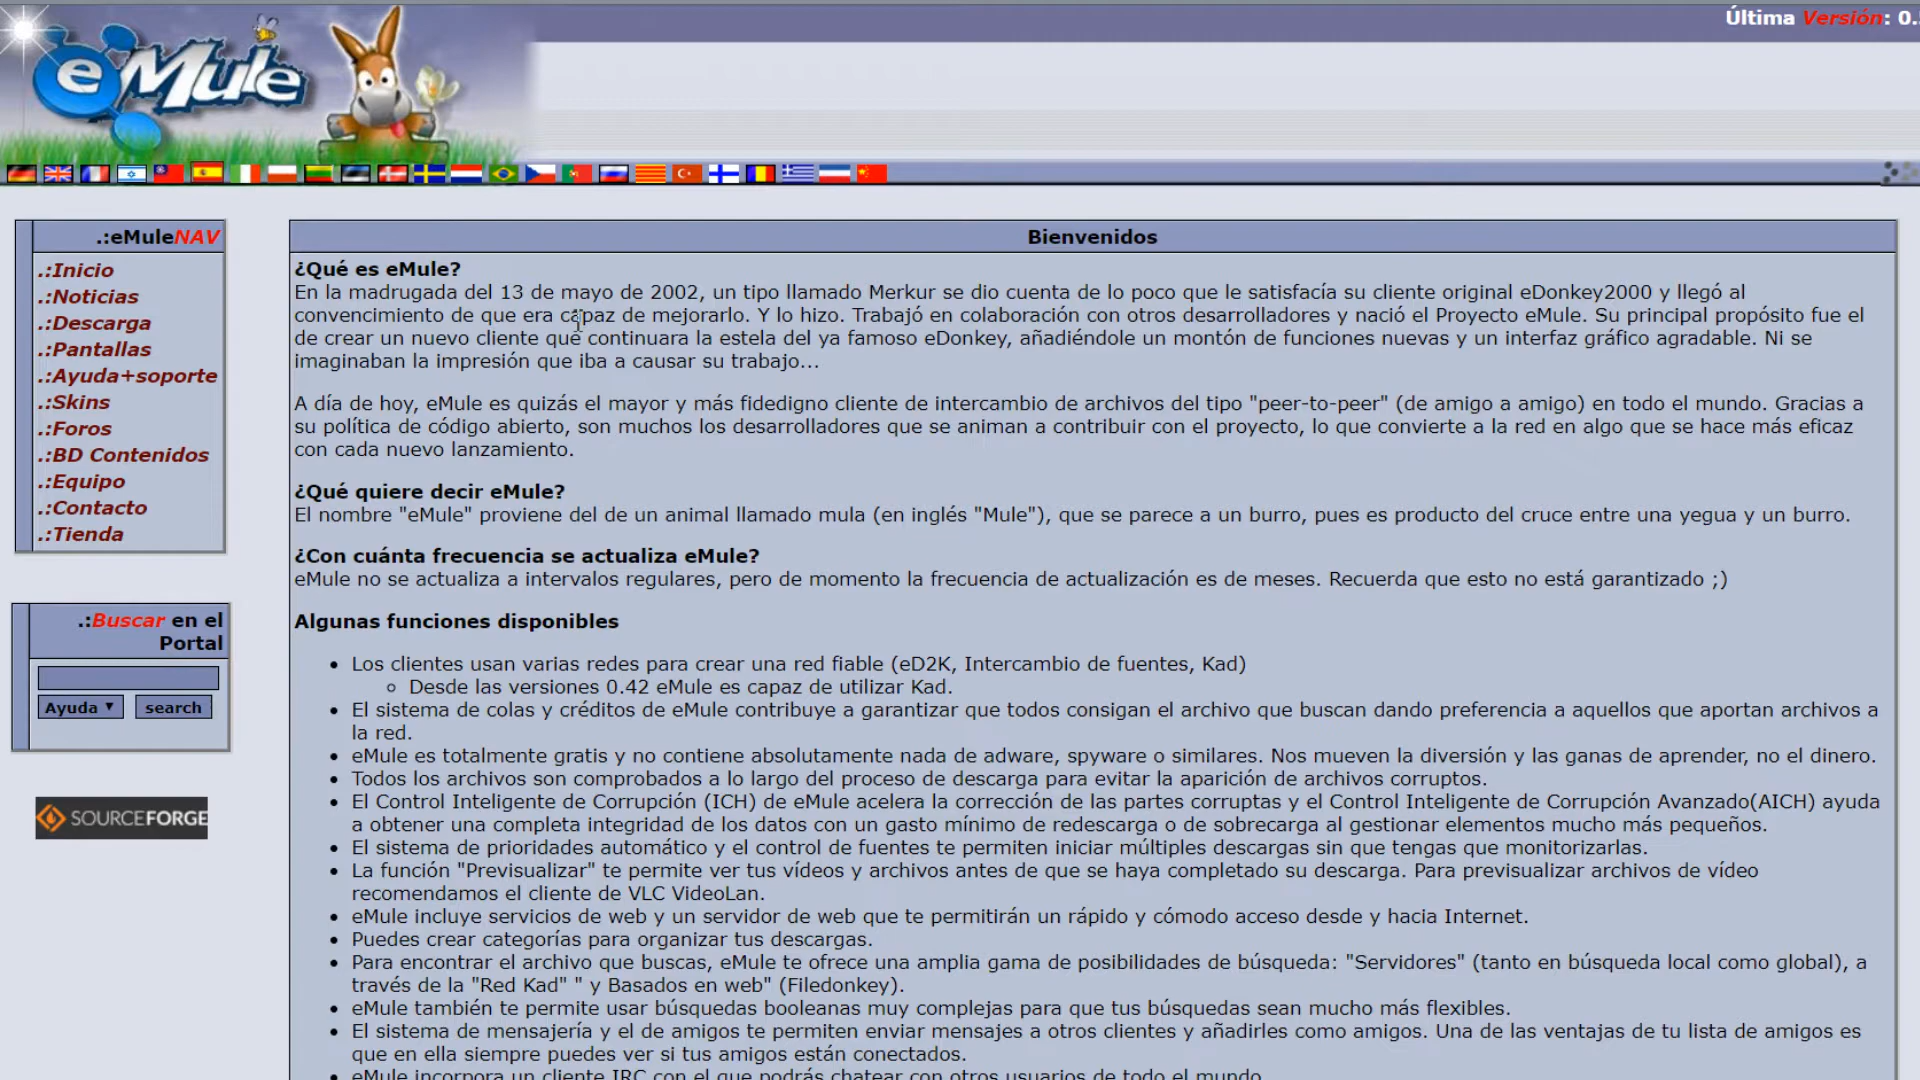 Última Versión: 0.
eMule
.:eMuleNAV
.:Inicio
.:Noticias
.:Descarga
.:Pantallas
.:Ayuda+soporte
.:Skins
.:Foros
.:BD Contenidos
.:Equipo
.:Contacto
.:Tienda
.:Buscar en el
Portal
Ayuda
search
SOURCEFORGE
Bienvenidos
¿Qué es eMule?
En la madrugada del 13 de mayo de 2002, un tipo llamado Merkur se dio cuenta de lo poco que le satisfacía su cliente original eDonkey2000 y llegó al
convencimiento de que era capaz de mejorarlo. Y lo hizo. Trabajó en colaboración con otros desarrolladores y nació el Proyecto eMule. Su principal propósito fue el
de crear un nuevo cliente que continuara la estela del ya famoso eDonkey, añadiéndole un montón de funciones nuevas y un interfaz gráfico agradable. Ni se
imaginaban la impresión que iba a causar su trabajo...
A día de hoy, eMule es quizás el mayor y más fidedigno cliente de intercambio de archivos del tipo "peer-to-peer" (de amigo a amigo) en todo el mundo. Gracias a
su política de código abierto, son muchos los desarrolladores que se animan a contribuir con el proyecto, lo que convierte a la red en algo que se hace más eficaz
con cada nuevo lanzamiento.
¿Qué quiere decir eMule?
El nombre "eMule" proviene del de un animal llamado mula (en inglés "Mule"), que se parece a un burro, pues es producto del cruce entre una yegua y un burro.
¿Con cuánta frecuencia se actualiza eMule?
eMule no se actualiza a intervalos regulares, pero de momento la frecuencia de actualización es de meses. Recuerda que esto no está garantizado ;)
Algunas funciones disponibles
Los clientes usan varias redes para crear una red fiable (eD2K, Intercambio de fuentes, Kad)
Desde las versiones 0.42 eMule es capaz de utilizar Kad.
El sistema de colas y créditos de eMule contribuye a garantizar que todos consigan el archivo que buscan dando preferencia a aquellos que aportan archivos a
la red.
eMule es totalmente gratis y no contiene absolutamente nada de adware, spyware o similares. Nos mueven la diversión y las ganas de aprender, no el dinero.
Todos los archivos son comprobados a lo largo del proceso de descarga para evitar la aparición de archivos corruptos.
El Control Inteligente de Corrupción (ICH) de eMule acelera la corrección de las partes corruptas y el Control Inteligente de Corrupción Avanzado(AICH) ayuda
a obtener una completa integridad de los datos con un gasto mínimo de redescarga o de sobrecarga al gestionar elementos mucho más pequeños.
El sistema de prioridades automático y el control de fuentes te permiten iniciar múltiples descargas sin que tengas que monitorizarlas.
La función "Previsualizar" te permite ver tus vídeos y archivos antes de que se haya completado su descarga. Para previsualizar archivos de vídeo
recomendamos el cliente de VLC VideoLan.
eMule incluye servicios de web y un servidor de web que te permitirán un rápido y cómodo acceso desde y hacia Internet.
Puedes crear categorías para organizar tus descargas.
Para encontrar el archivo que buscas, eMule te ofrece una amplia gama de posibilidades de búsqueda: "Servidores" (tanto en búsqueda local como global), a
través de la "Red Kad" " y Basados en web" (Filedonkey).
eMule también te permite usar búsquedas booleanas muy complejas para que tus búsquedas sean mucho más flexibles.
El sistema de mensajería y el de amigos te permiten enviar mensajes a otros clientes y añadirles como amigos. Una de las ventajas de tu lista de amigos es
que en ella siempre puedes ver si tus amigos están conectados.
eMule incorpora un cliente IRC con el que podrás chatear con otros usuarios de todo el mundo.